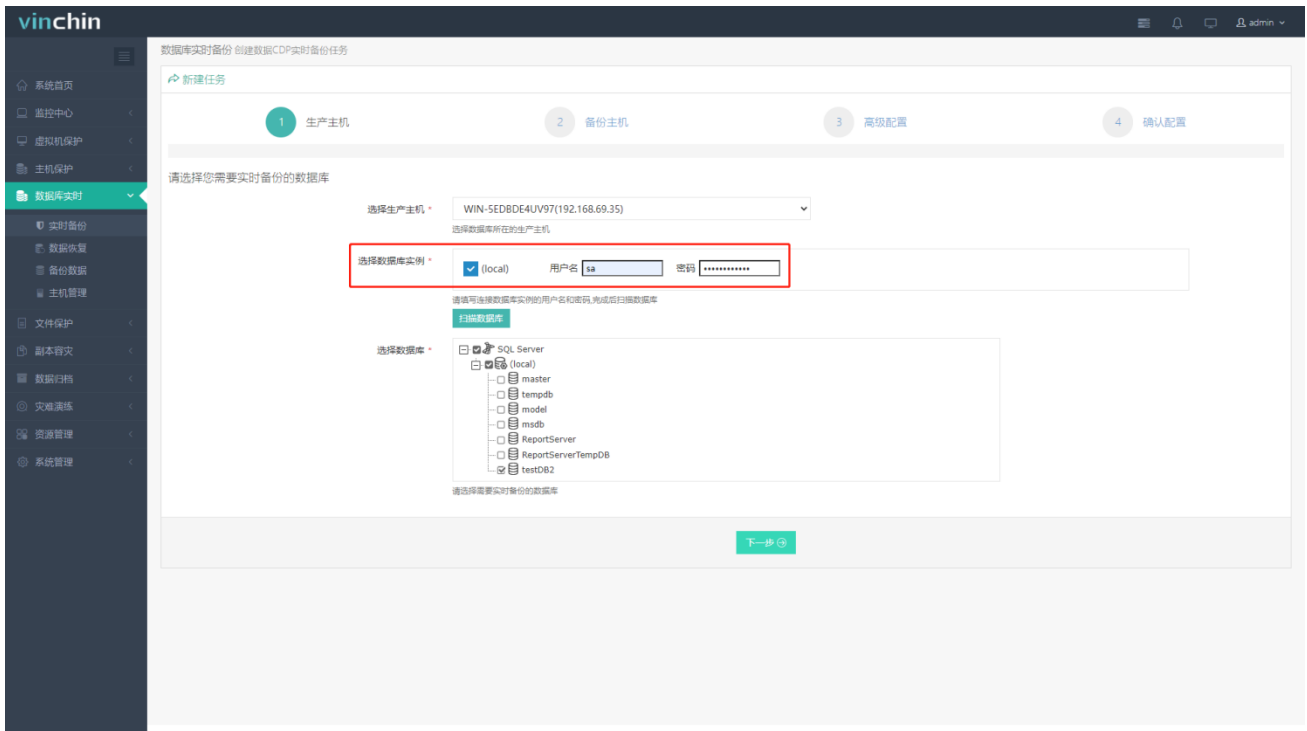 vinchin
admin
数据库实时备份 创建数据CDP实时备份任务
新建任务
系统首页
监控中心
虚拟机保护
主机保护
数据库实时
实时备份
数据恢复
备份数据
主机管理
文件保护
副本容灾
数据归档
灾难演练
资源管理
系统管理
1 生产主机
2 备份主机
3 高级配置
4 确认配置
请选择您需要实时备份的数据库
选择生产主机 * WIN-5EDBDE4UV97(192.168.69.35)
选择数据库所在的生产主机
选择数据库实例 * (local) 用户名 sa 密码 ••••••••••••
请填写连接数据库实例的用户名和密码,完成后扫描数据库
扫描数据库
选择数据库 * SQL Server
(local)
master
tempdb
model
msdb
ReportServer
ReportServerTempDB
testDB2
请选择需要实时备份的数据库
下一步